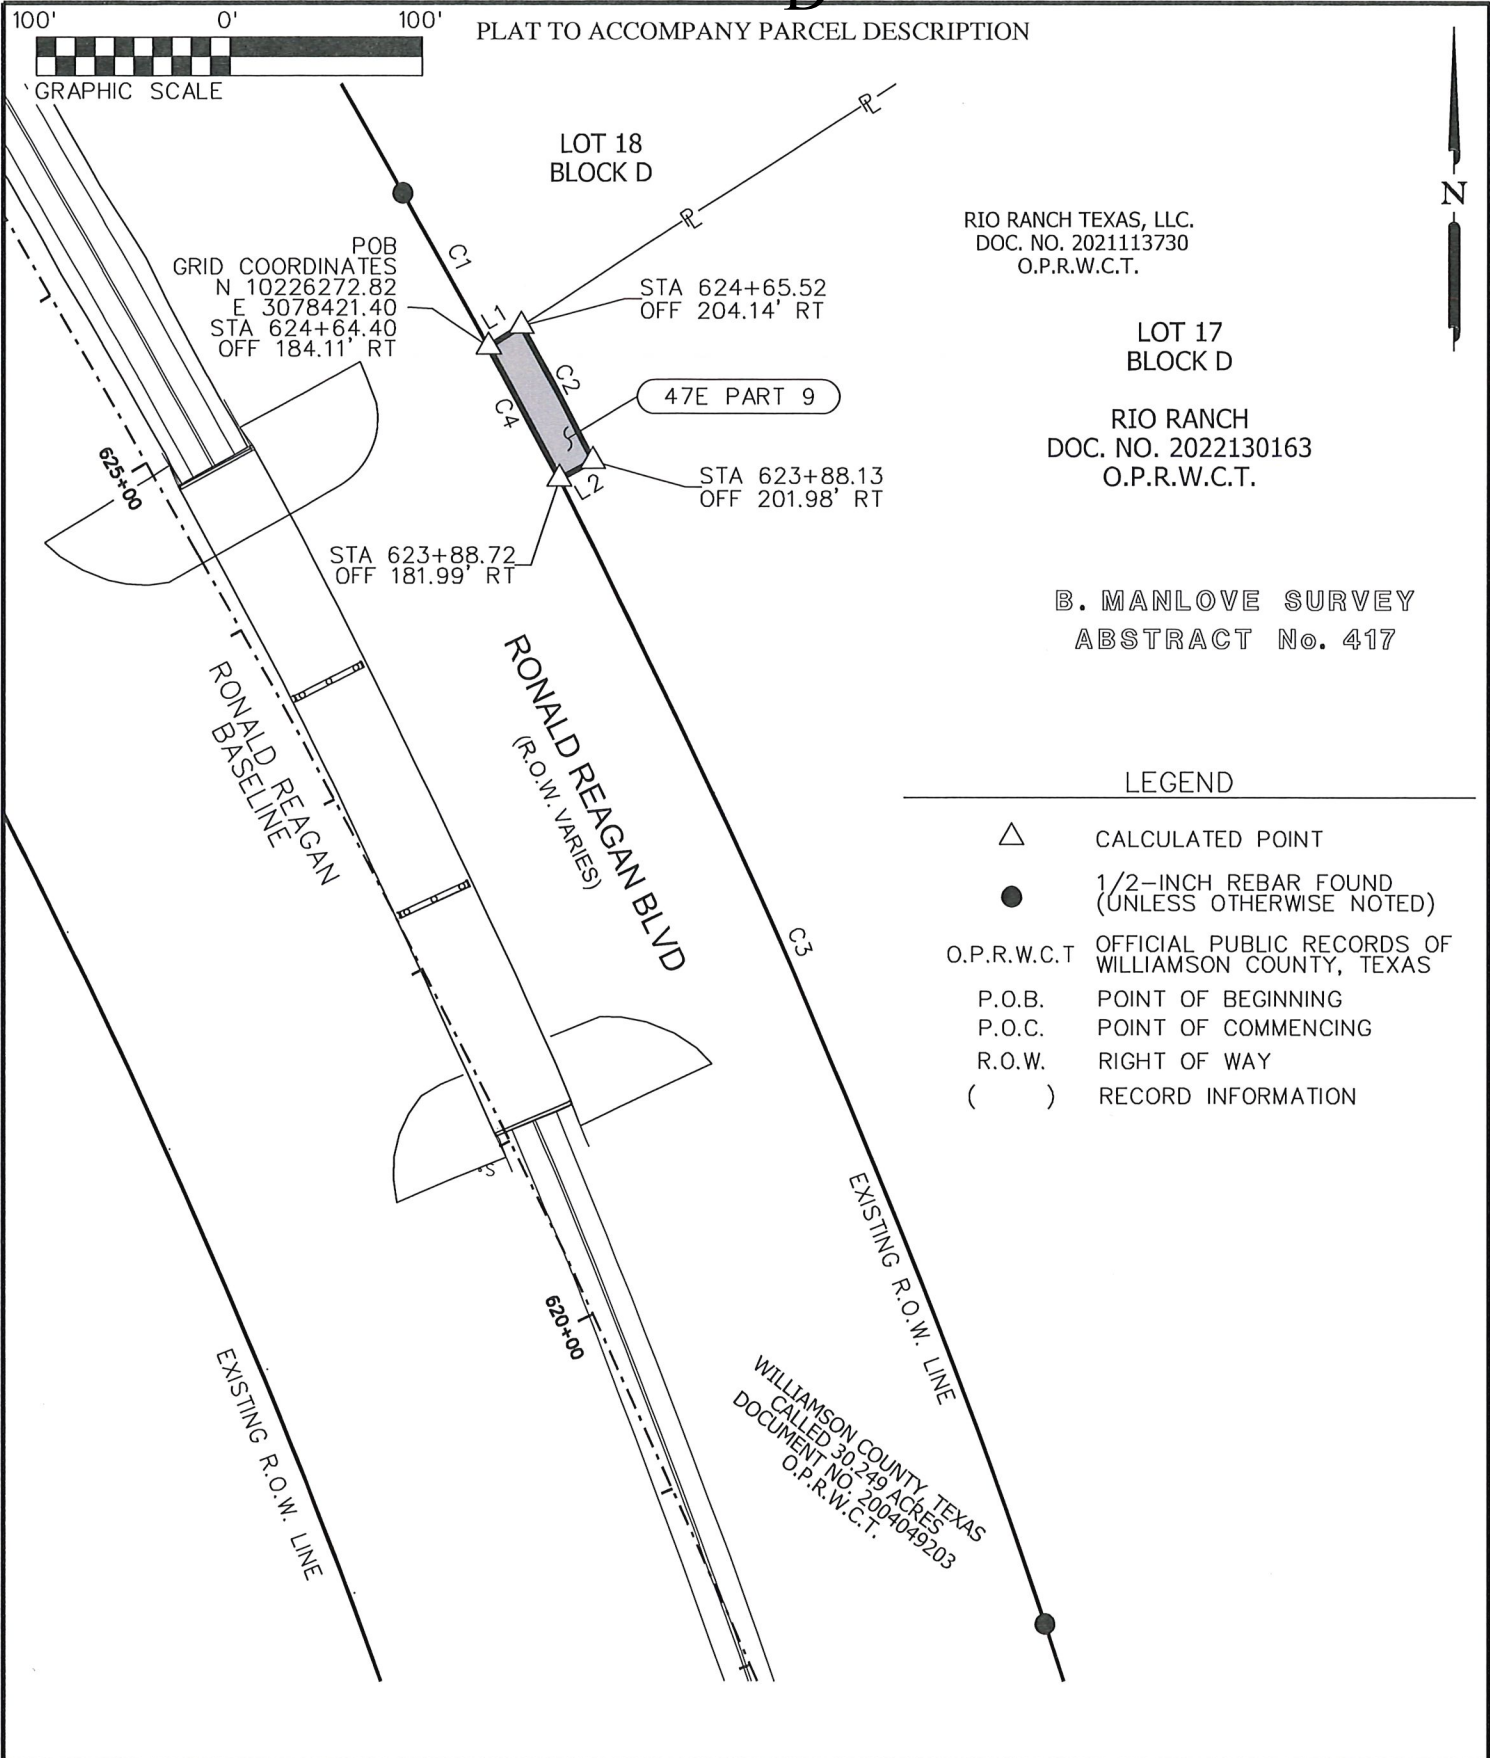 100' 0' 100'
GRAPHIC SCALE
PLAT TO ACCOMPANY PARCEL DESCRIPTION
LOT 18
BLOCK D
PL
PL
N
RIO RANCH TEXAS, LLC.
DOC. NO. 2021113730
O.P.R.W.C.T.
POB
GRID COORDINATES
N 10226272.82
E 3078421.40
STA 624+64.40
OFF 184.11' RT
C1
L1
STA 624+65.52
OFF 204.14' RT
LOT 17
BLOCK D
C2
C4
47E PART 9
RIO RANCH
DOC. NO. 2022130163
O.P.R.W.C.T.
625+00
L2
STA 623+88.13
OFF 201.98' RT
STA 623+88.72
OFF 181.99' RT
B. MANLOVE SURVEY
ABSTRACT No. 417
RONALD REAGAN
BASELINE
RONALD REAGAN BLVD
(R.O.W. VARIES)
LEGEND
CALCULATED POINT
1/2-INCH REBAR FOUND
(UNLESS OTHERWISE NOTED)
O.P.R.W.C.T OFFICIAL PUBLIC RECORDS OF
WILLIAMSON COUNTY, TEXAS
P.O.B. POINT OF BEGINNING
P.O.C. POINT OF COMMENCING
R.O.W. RIGHT OF WAY
( ) RECORD INFORMATION
C3
EXISTING R.O.W. LINE
620+00
EXISTING R.O.W. LINE
WILLIAMSON COUNTY, TEXAS
CALLED 30.249 ACRES
DOCUMENT NO. 2004049203
O.P.R.W.C.T.